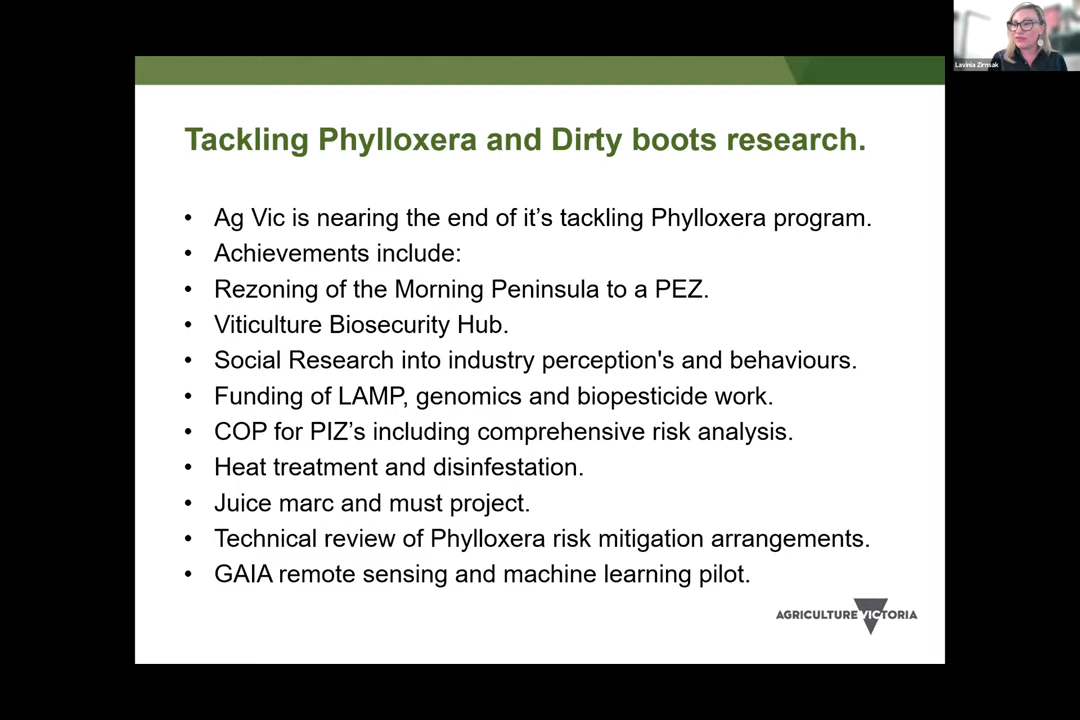 Lavinia Zirnsak
Tackling Phylloxera and Dirty boots research.
• Ag Vic is nearing the end of it’s tackling Phylloxera program.
• Achievements include:
• Rezoning of the Morning Peninsula to a PEZ.
• Viticulture Biosecurity Hub.
• Social Research into industry perception's and behaviours.
• Funding of LAMP, genomics and biopesticide work.
• COP for PIZ’s including comprehensive risk analysis.
• Heat treatment and disinfestation.
• Juice marc and must project.
• Technical review of Phylloxera risk mitigation arrangements.
• GAIA remote sensing and machine learning pilot.
AGRICULTURE VICTORIA